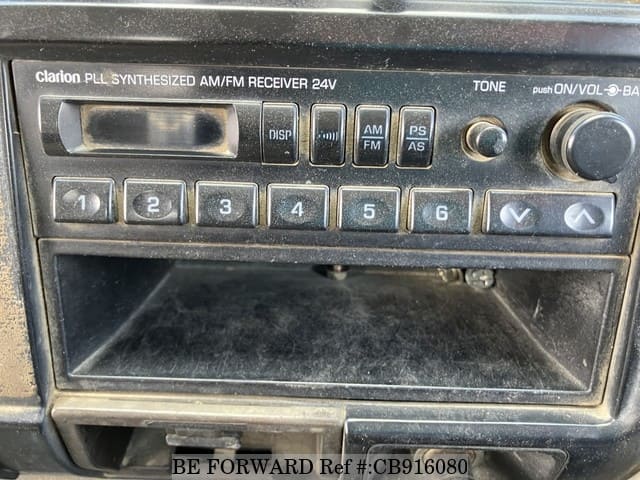 clarion PLL SYNTHESIZED AM/FM RECEIVER 24V
TONE
push ON/VOL BA
DISP
AM
FM
PS
AS
1 2 3 4 5 6
BE FORWARD Ref #:CB916080